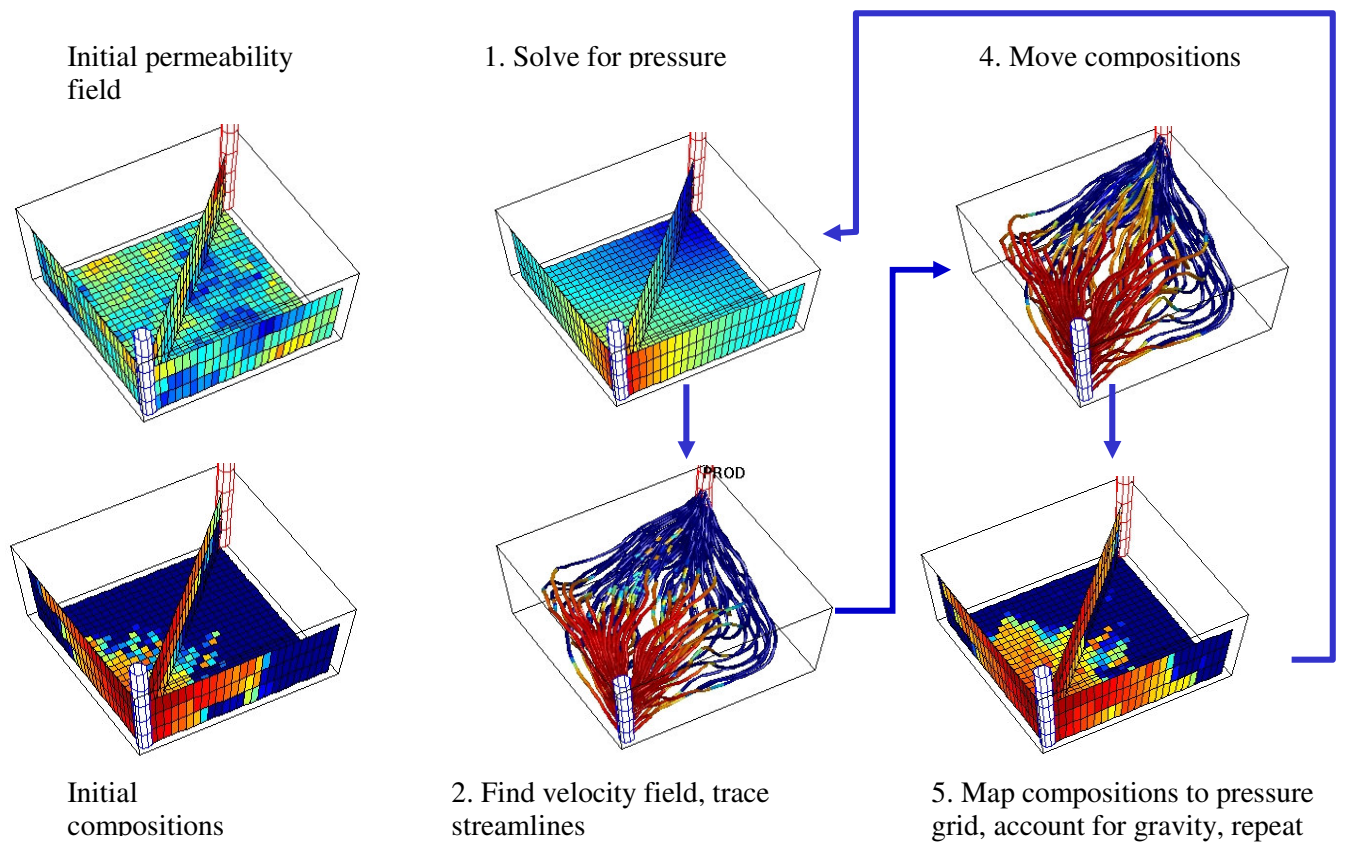 Initial permeability
field
1. Solve for pressure
4. Move compositions
PROD
Initial
compositions
2. Find velocity field, trace
streamlines
5. Map compositions to pressure
grid, account for gravity, repeat